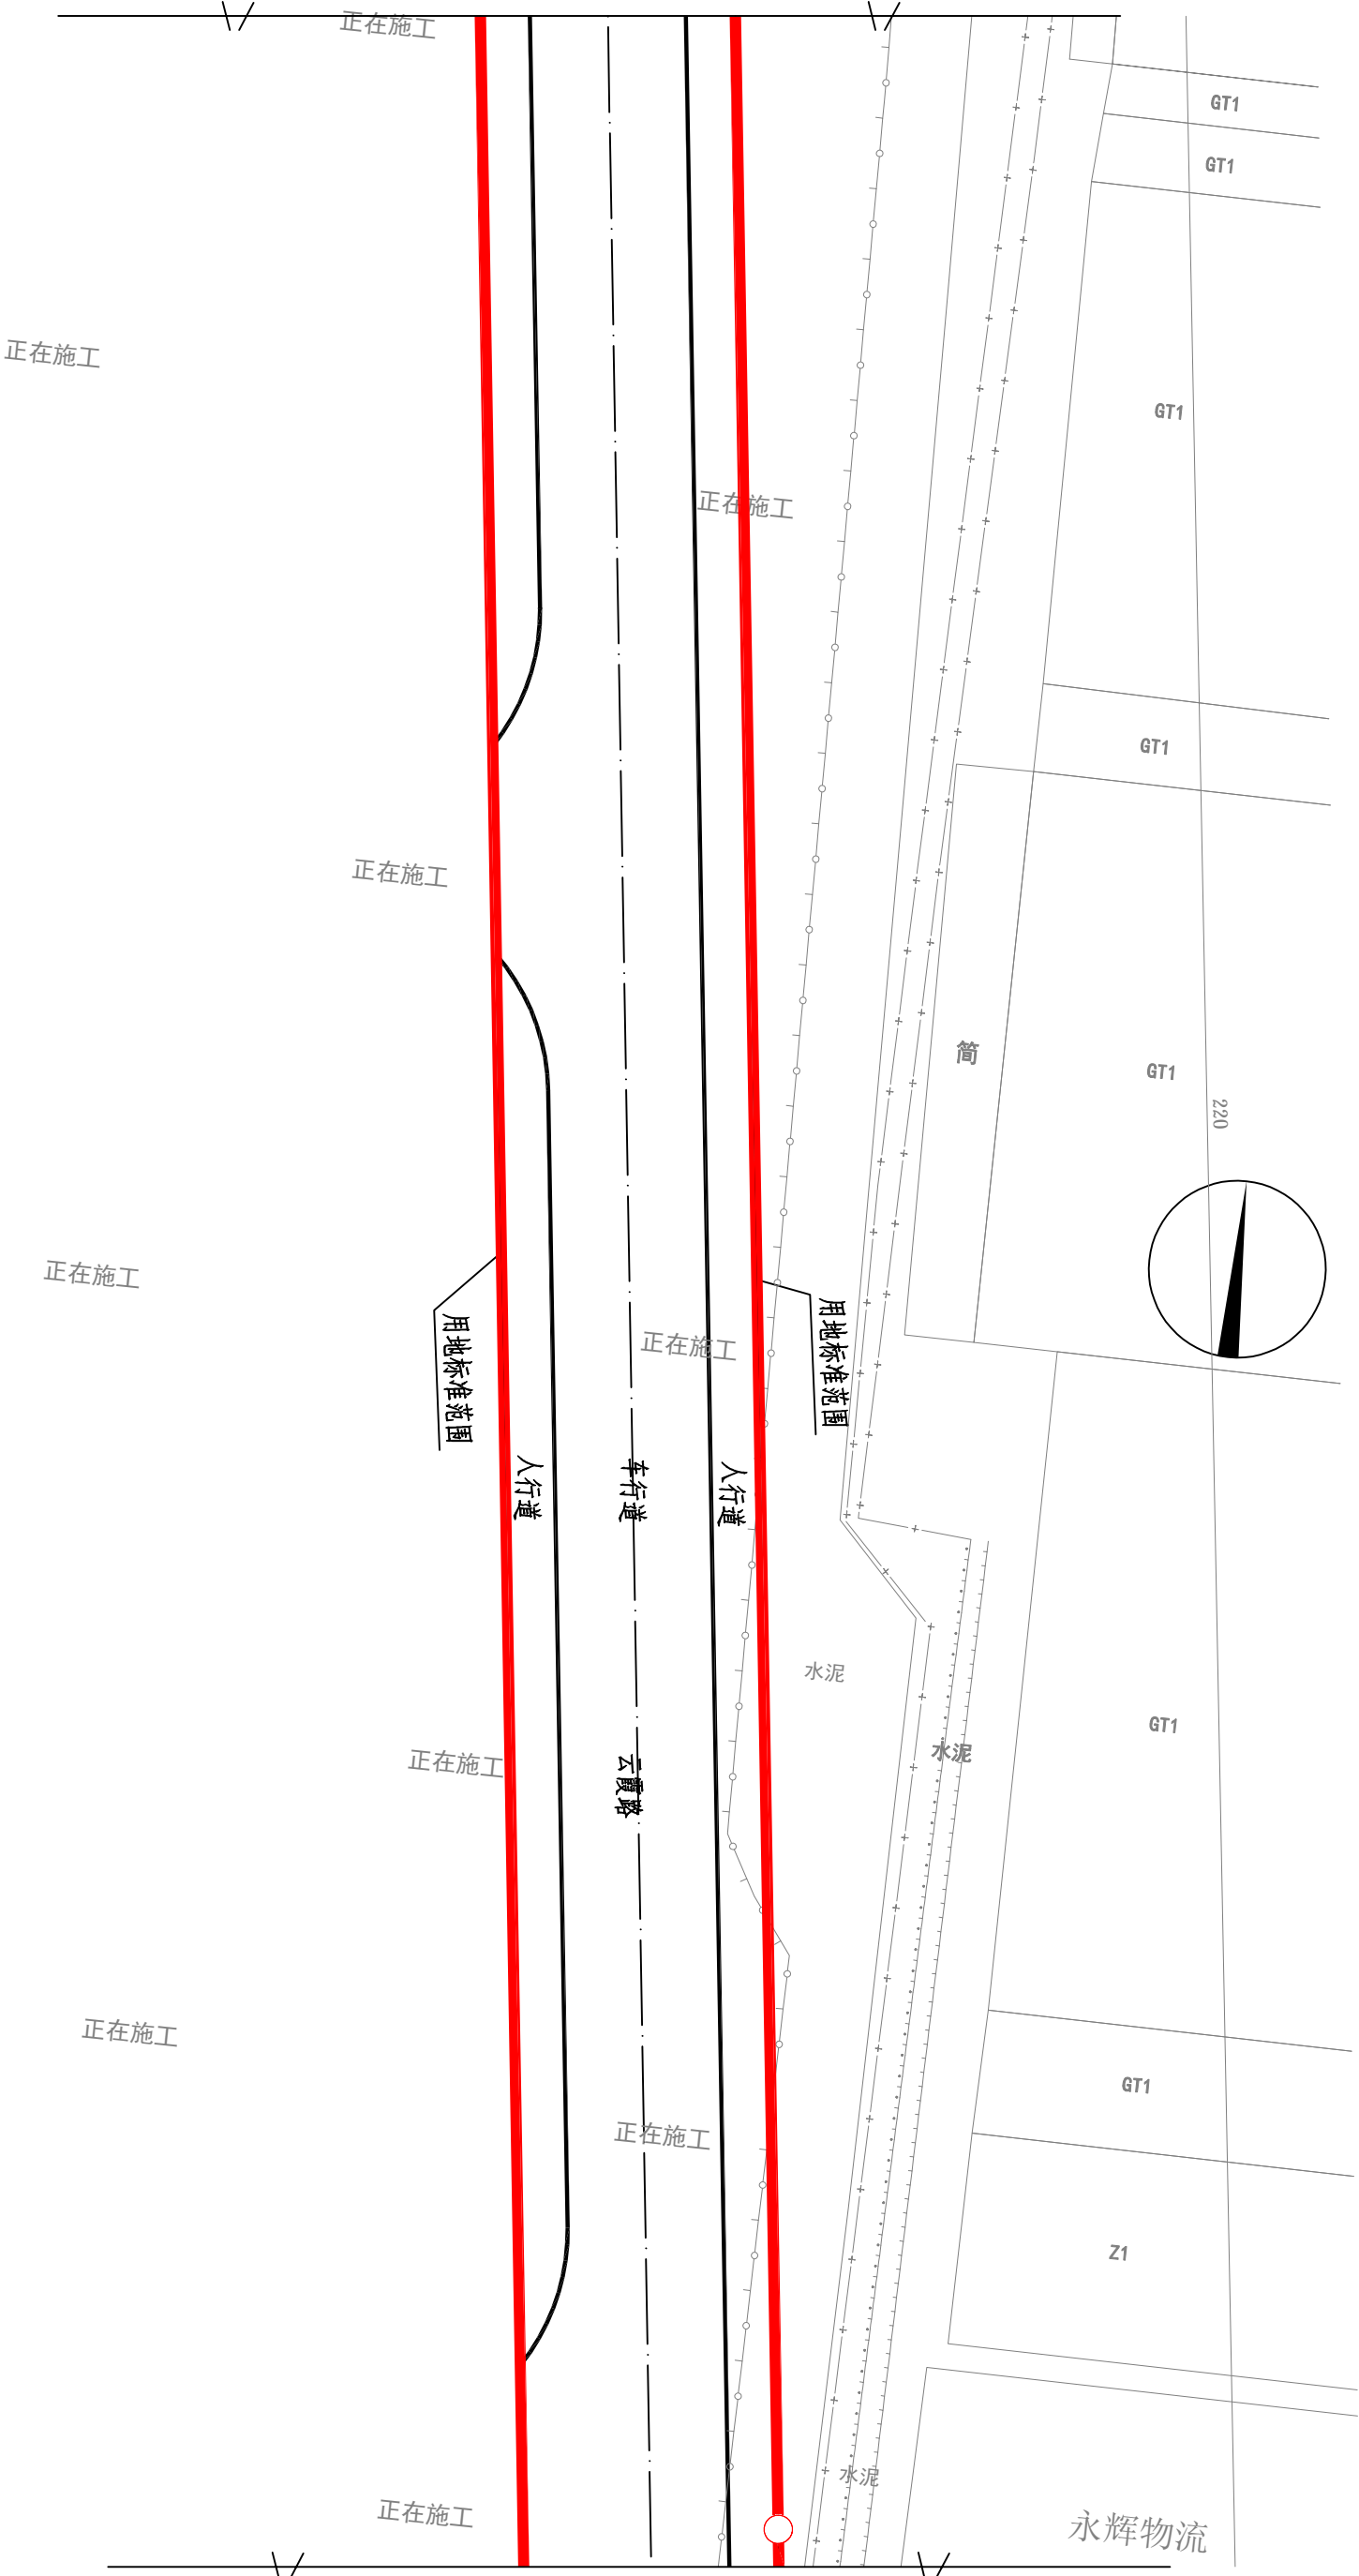 正在施工
GT1
GT1
正在施工
GT1
正在施工
GT1
正在施工
简
GT1
220
正在施工
用地标准范围
用地标准范围
正在施工
人行道
车行道
人行道
水泥
GT1
水泥
正在施工
云霞路
正在施工
GT1
正在施工
Z1
水泥
正在施工
永辉物流